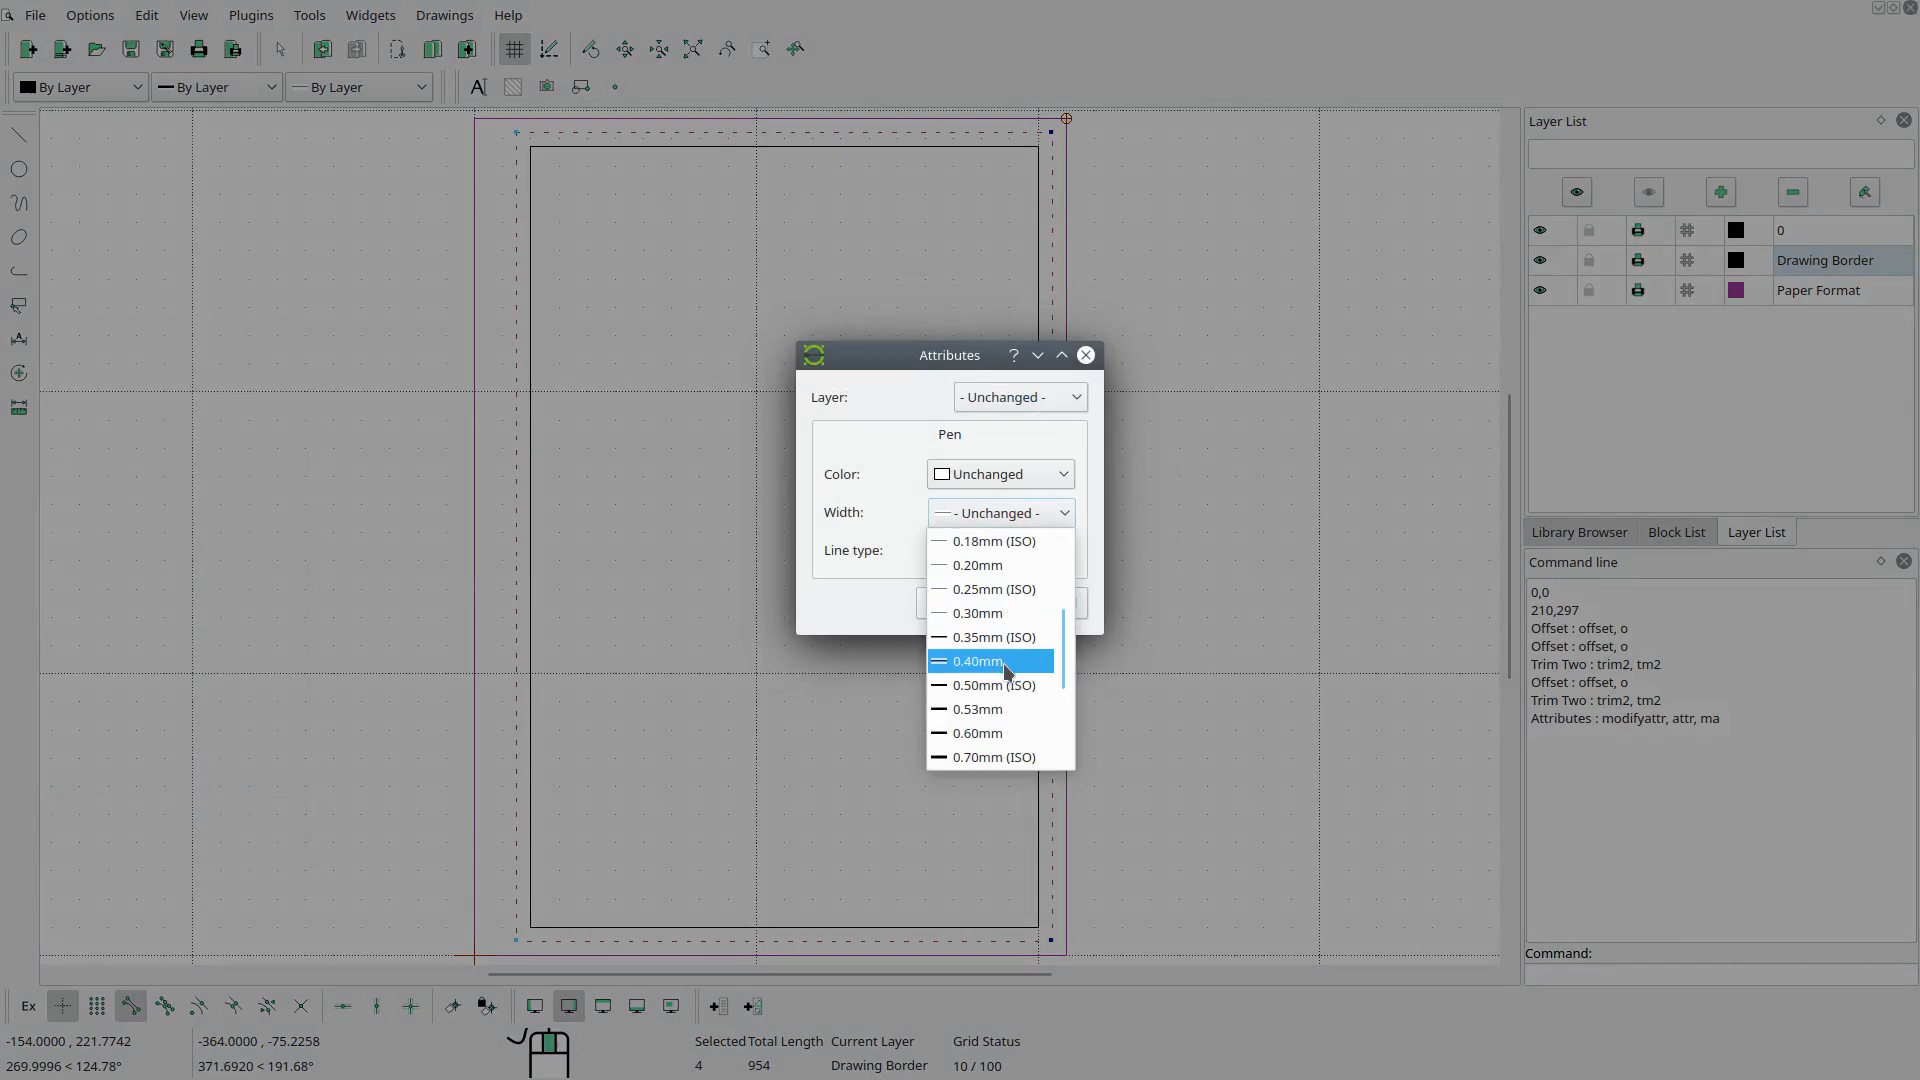 File Options Edit View Plugins Tools Widgets Drawings Help
By Layer By Layer By Layer A
Layer List
0
Drawing Border
Paper Format
Attributes ?
Layer: - Unchanged -
Pen
Color: Unchanged
Width: - Unchanged -
Line type:
0.18mm (ISO)
0.20mm
0.25mm (ISO)
0.30mm
0.35mm (ISO)
0.40mm
0.50mm (ISO)
0.53mm
0.60mm
0.70mm (ISO)
Library Browser Block List Layer List
Command line
0,0
210,297
Offset : offset, o
Offset : offset, o
Trim Two : trim2, tm2
Offset : offset, o
Trim Two : trim2, tm2
Attributes : modifyattr, attr, ma
Command:
Ex
-154.0000 , 221.7742 -364.0000 , -75.2258 Selected Total Length Current Layer Grid Status
269.9996 < 124.78° 371.6920 < 191.68° 4 954 Drawing Border 10 / 100